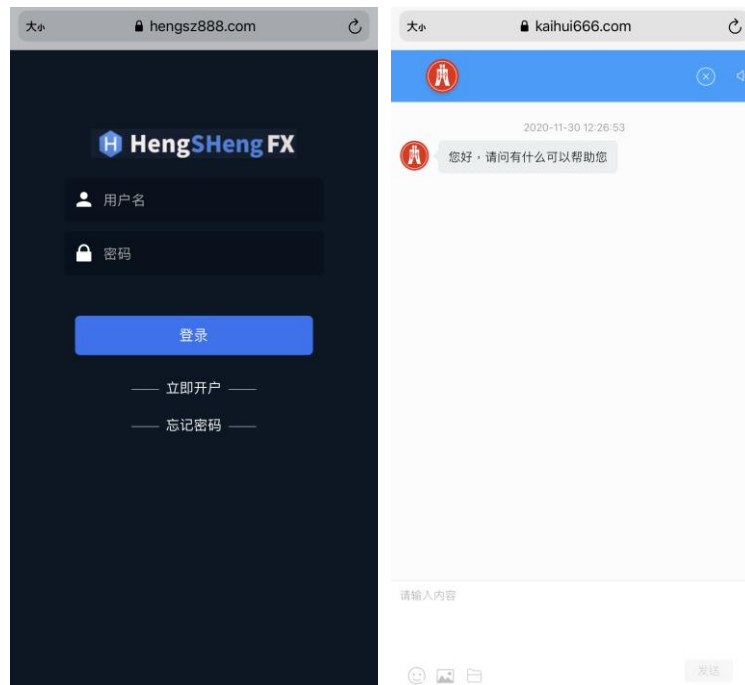 大小
hengsz888.com
HengSHeng FX
用户名
密码
登录
立即开户
忘记密码
大小
kaihui666.com
2020-11-30 12:26:53
您好，请问有什么可以帮助您
请输入内容
发送